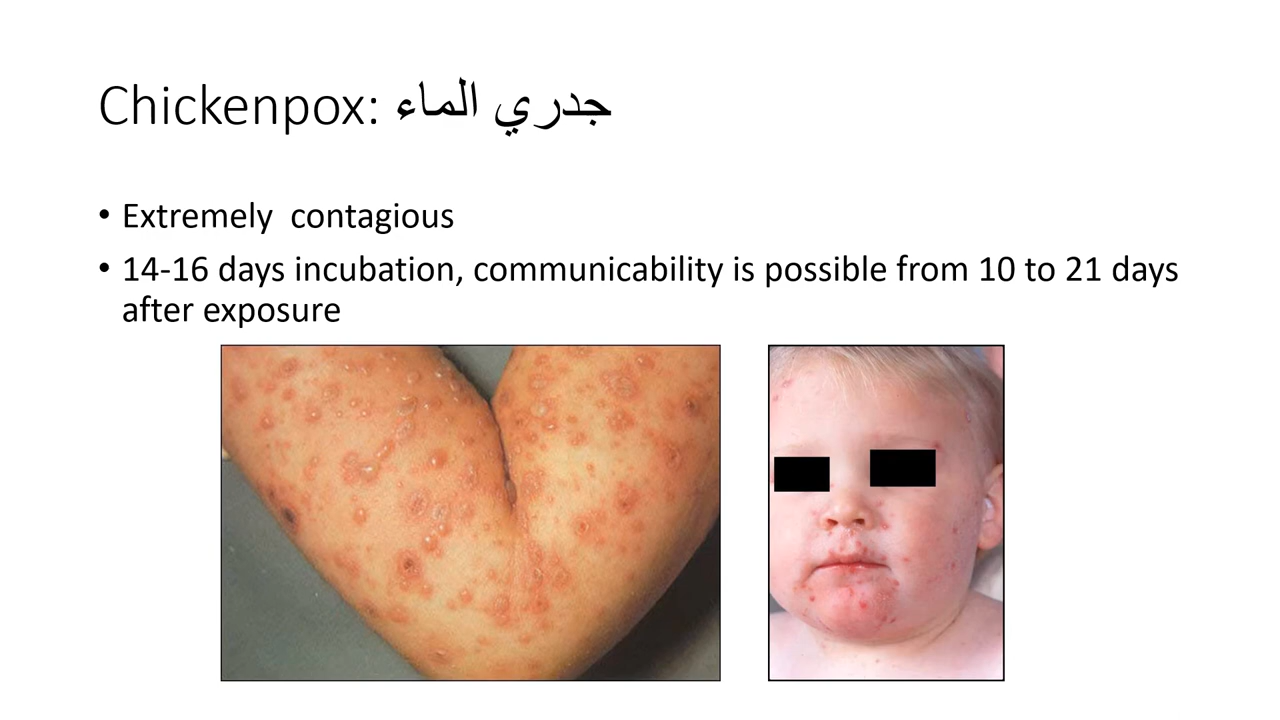 Chickenpox: جدري الماء
• Extremely  contagious
• 14-16 days incubation, communicability is possible from 10 to 21 days
after exposure